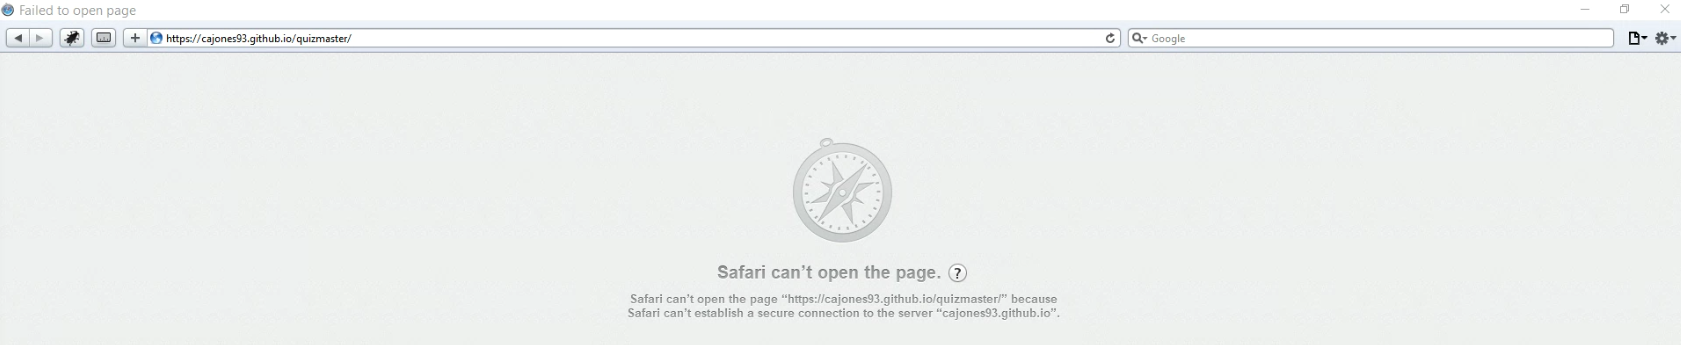 Failed to open page
https://cajones93.github.io/quizmaster/
Google
Safari can’t open the page. ?
Safari can’t open the page “https://cajones93.github.io/quizmaster/” because
Safari can’t establish a secure connection to the server “cajones93.github.io”.